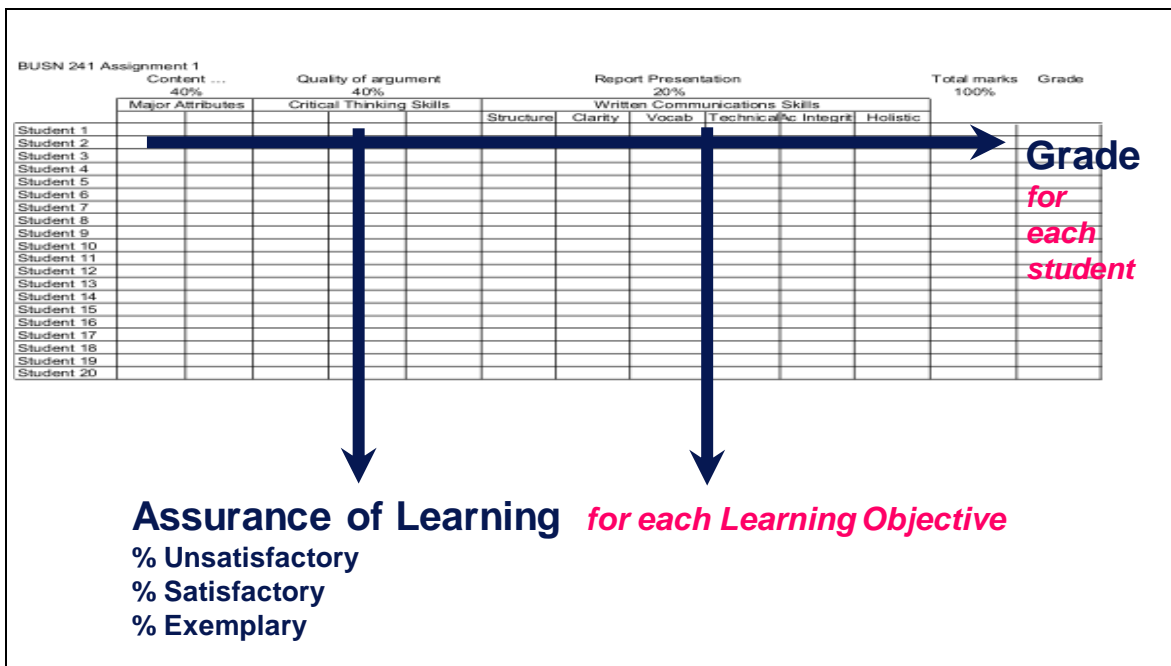 BUSN 241 Assignment 1
Content ... Quality of argument Report Presentation Total marks Grade
40% 40% 20% 100%
Major Attributes Critical Thinking Skills Written Communications Skills
Structure Clarity Vocab Technical Ac Integrit Holistic
Student 1
Student 2
Student 3
Student 4
Student 5
Student 6
Student 7
Student 8
Student 9
Student 10
Student 11
Student 12
Student 13
Student 14
Student 15
Student 16
Student 17
Student 18
Student 19
Student 20
Grade
for
each
student
Assurance of Learning for each Learning Objective
% Unsatisfactory
% Satisfactory
% Exemplary